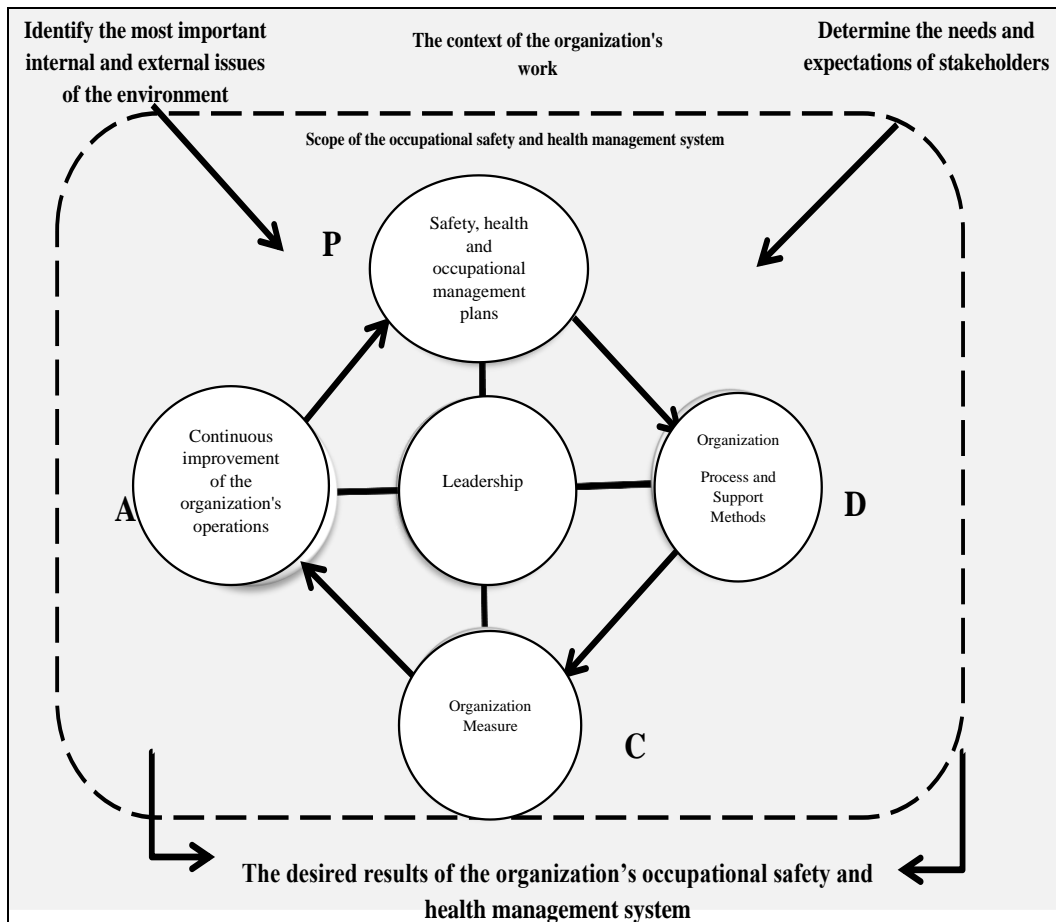 Identify the most important
internal and external issues
of the environment
The context of the organization's
work
Determine the needs and
expectations of stakeholders
Scope of the occupational safety and health management system
P
Safety, health
and
occupational
management
plans
Continuous
improvement
of the
organization's
operations
A
Leadership
Organization
Process and
Support
Methods
D
Organization
Measure
C
The desired results of the organization’s occupational safety and
health management system